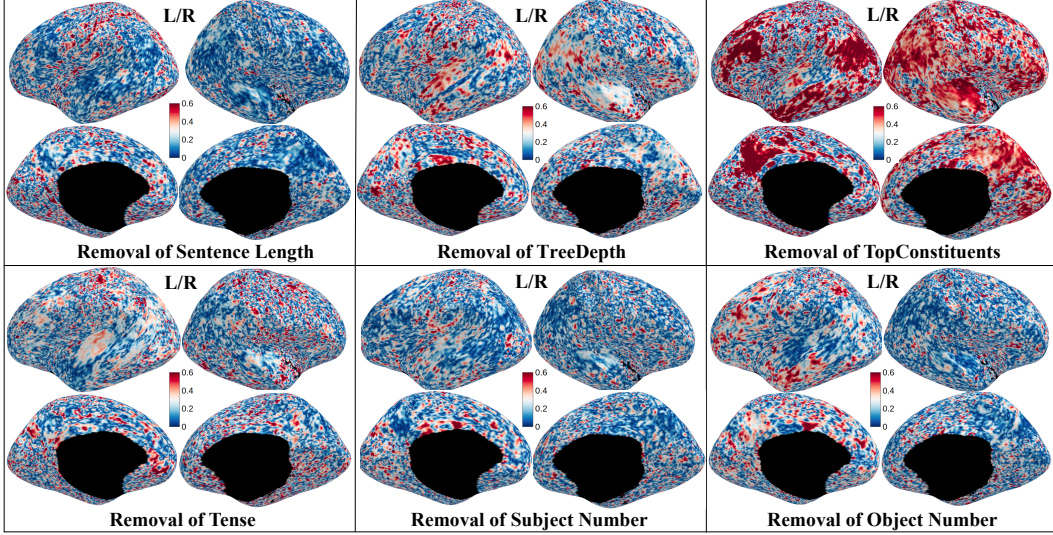 L/R
0.6
0.4
0.2
0
Removal of Sentence Length
L/R
0.6
0.4
0.2
0
Removal of TreeDepth
L/R
0.6
0.4
0.2
0
Removal of TopConstituents
L/R
0.6
0.4
0.2
0
Removal of Tense
L/R
0.6
0.4
0.2
0
Removal of Subject Number
L/R
0.6
0.4
0.2
0
Removal of Object Number